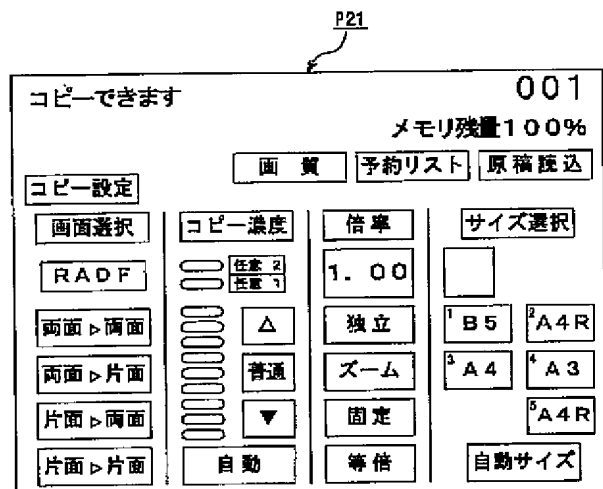 P21
コピーできます 001
メモリ残量100%
画質 予約リスト 原稿読込
コピー設定
画面選択 コピー濃度 倍率 サイズ選択
RADF 任意2 1.00
任意1
両面▷両面 △ 独立 1 B5 2 A4R
両面▷片面 普通 ズーム 3 A4 4 A3
片面▷両面 ▼ 固定 5 A4R
片面▷片面 自動 等倍 自動サイズ